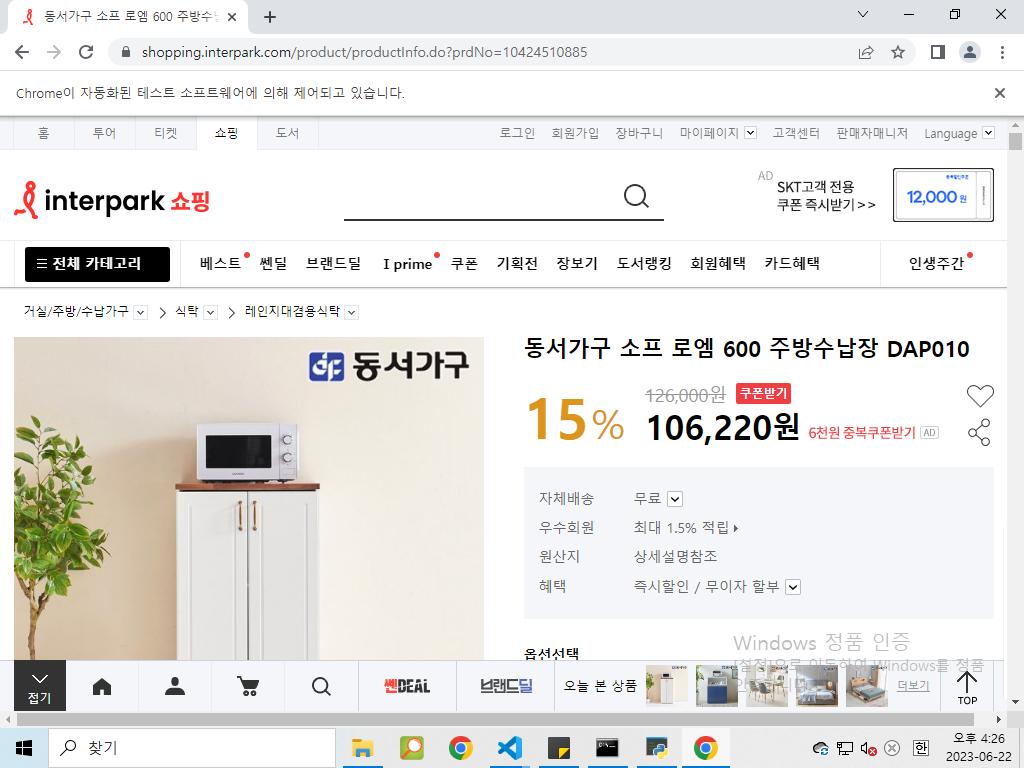 동서가구 소프 로엠 600 주방수납
shopping.interpark.com/product/productInfo.do?prdNo=10424510885
Chrome이 자동화된 테스트 소프트웨어에 의해 제어되고 있습니다.
홈 투어 티켓 쇼핑 도서 로그인 회원가입 장바구니 마이페이지 고객센터 판매자매니저 Language
interpark 쇼핑
AD SKT고객 전용
쿠폰 즉시받기>>
12,000원
전체 카테고리 베스트 쎈딜 브랜드딜 I prime 쿠폰 기획전 장보기 도서랭킹 회원혜택 카드혜택 인생주간
거실/주방/수납가구 > 식탁 > 레인지대겸용식탁
동서가구
동서가구 소프 로엠 600 주방수납장 DAP010
15% 126,000원 쿠폰받기
106,220원 6천원 중복쿠폰받기 AD
자체배송 무료
우수회원 최대 1.5% 적립
원산지 상세설명참조
혜택 즉시할인 / 무이자 할부
옵션선택
Windows 정품 인증
[설정]으로 이동하여 Windows를 정품
접기 쎈DEAL 브랜드딜 오늘 본 상품 더보기 TOP
찾기
한
오후 4:26
2023-06-22